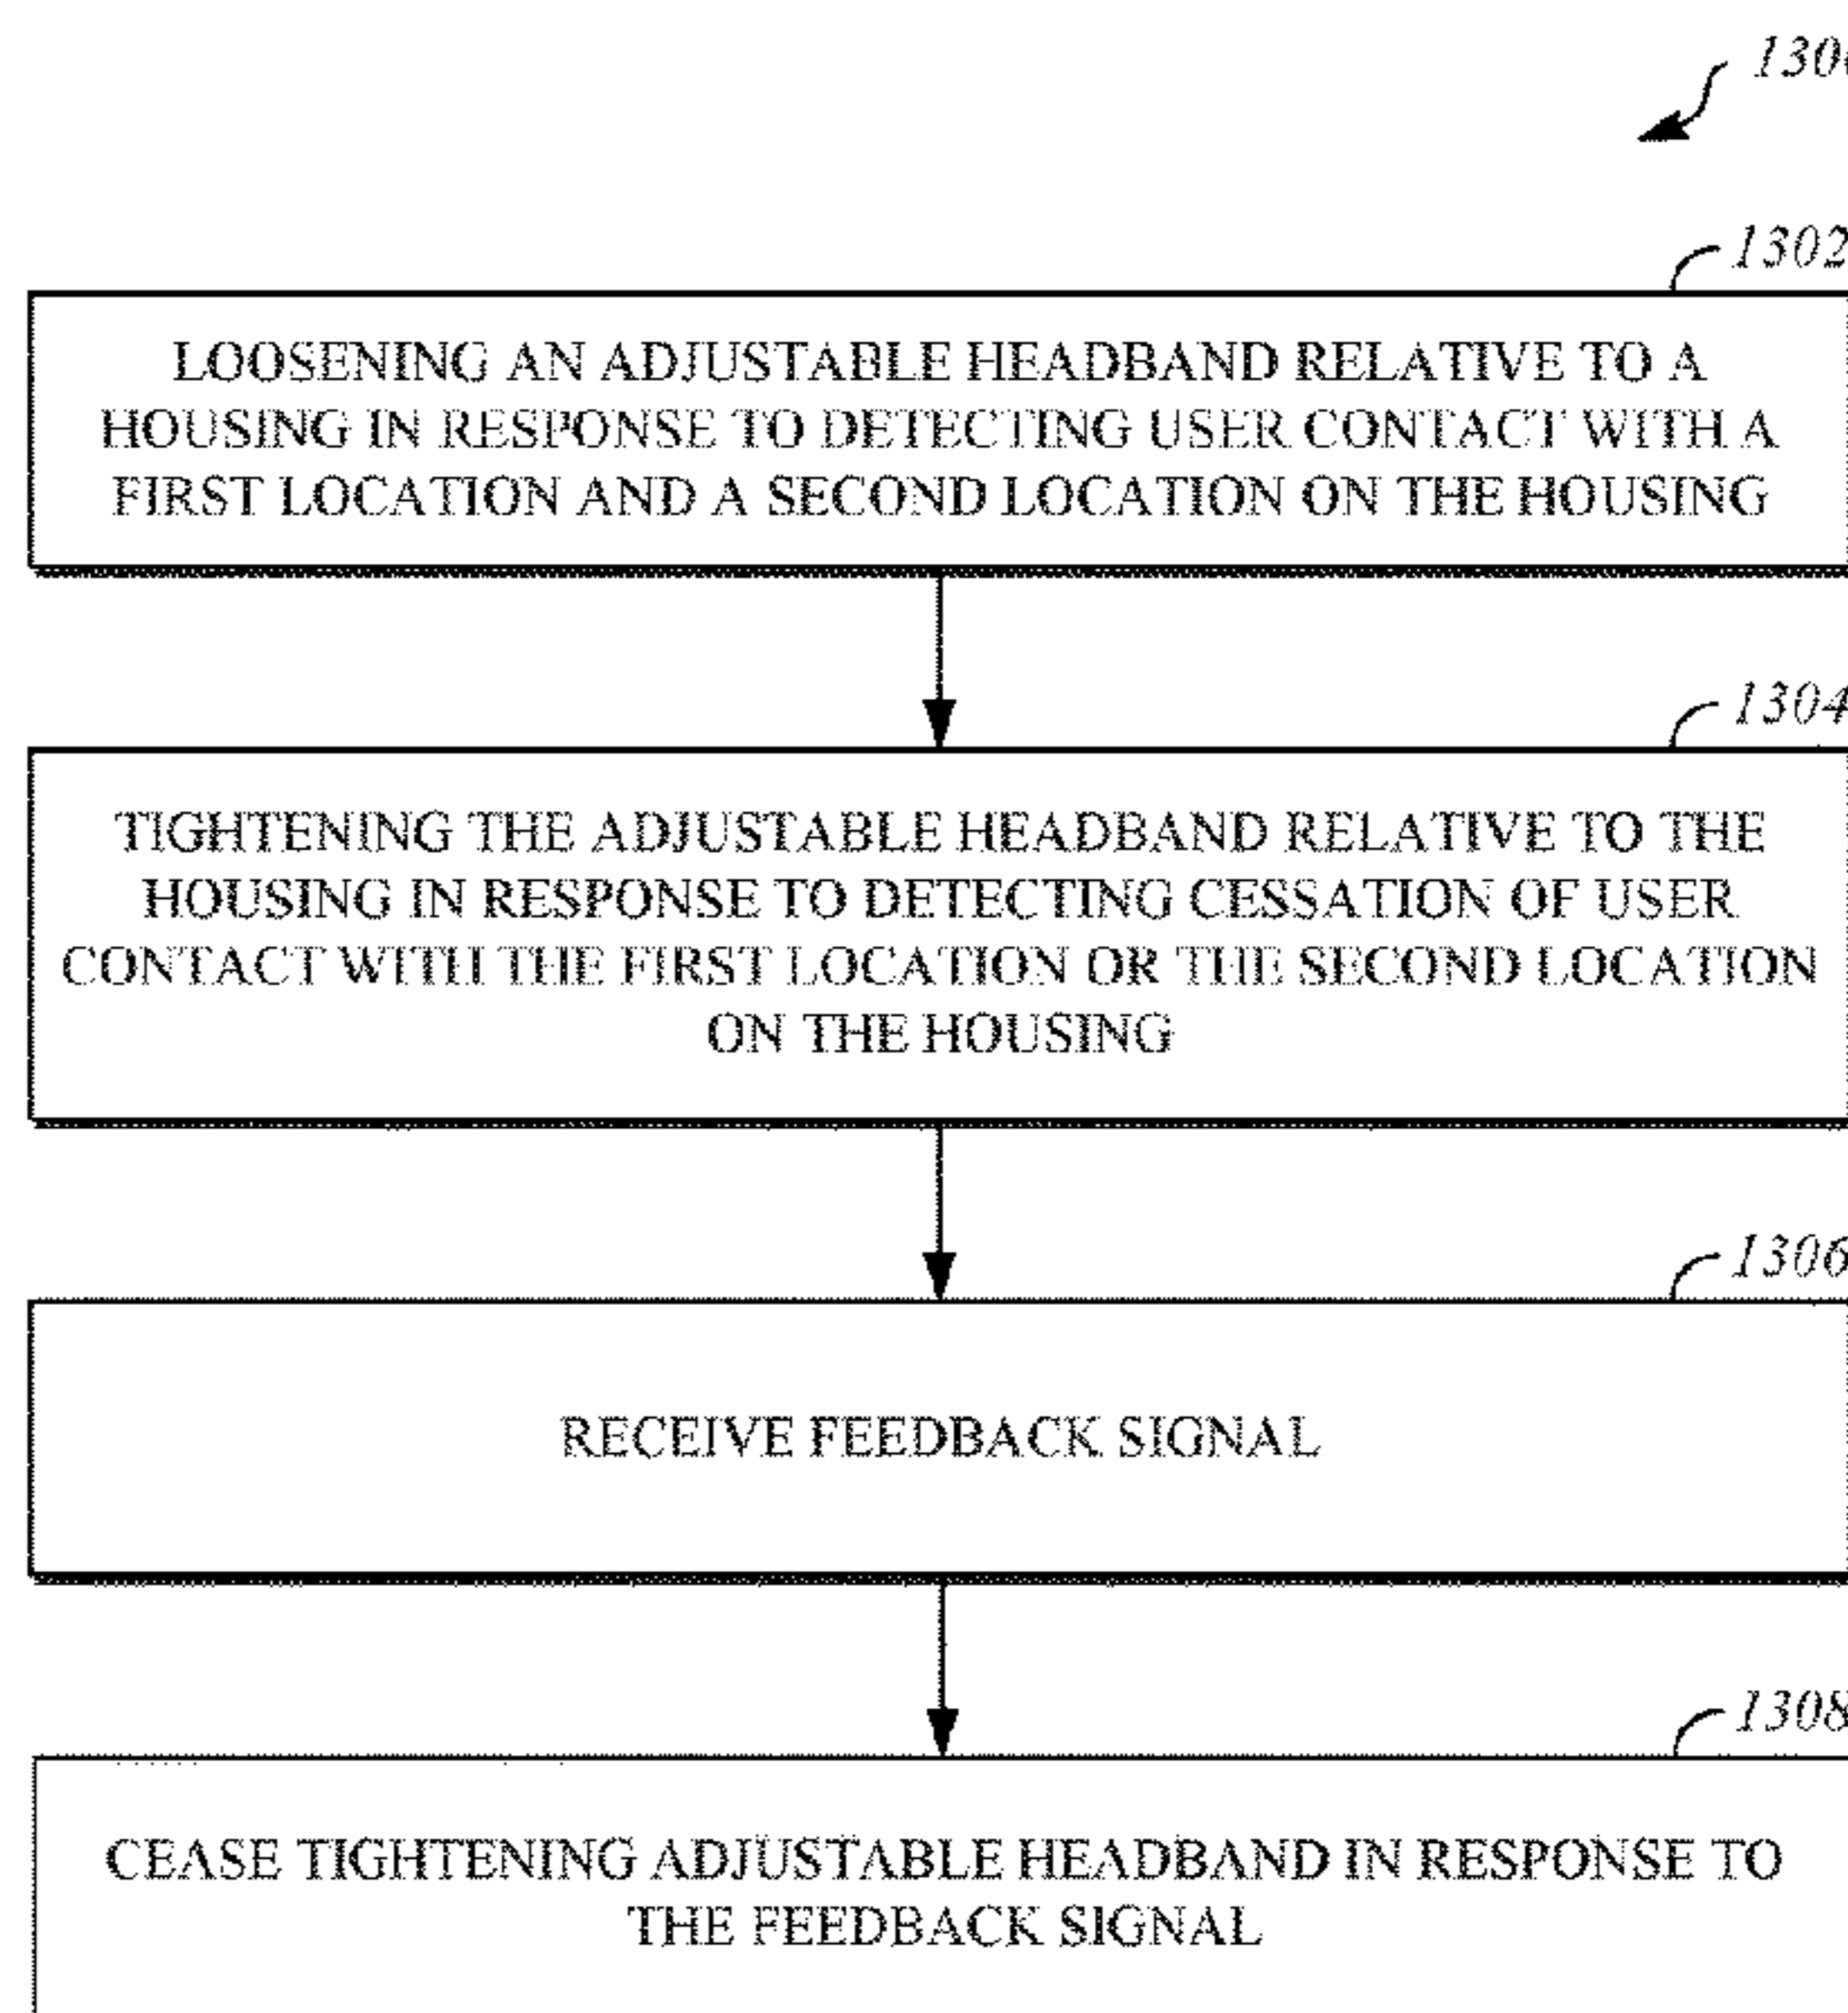 1300
1302
LOOSENING AN ADJUSTABLE HEADBAND RELATIVE TO A
HOUSING IN RESPONSE TO DETECTING USER CONTACT WITH A
FIRST LOCATION AND A SECOND LOCATION ON THE HOUSING
1304
TIGHTENING THE ADJUSTABLE HEADBAND RELATIVE TO THE
HOUSING IN RESPONSE TO DETECTING CESSATION OF USER
CONTACT WITH THE FIRST LOCATION OR THE SECOND LOCATION
ON THE HOUSING
1306
RECEIVE FEEDBACK SIGNAL
1308
CEASE TIGHTENING ADJUSTABLE HEADBAND IN RESPONSE TO
THE FEEDBACK SIGNAL